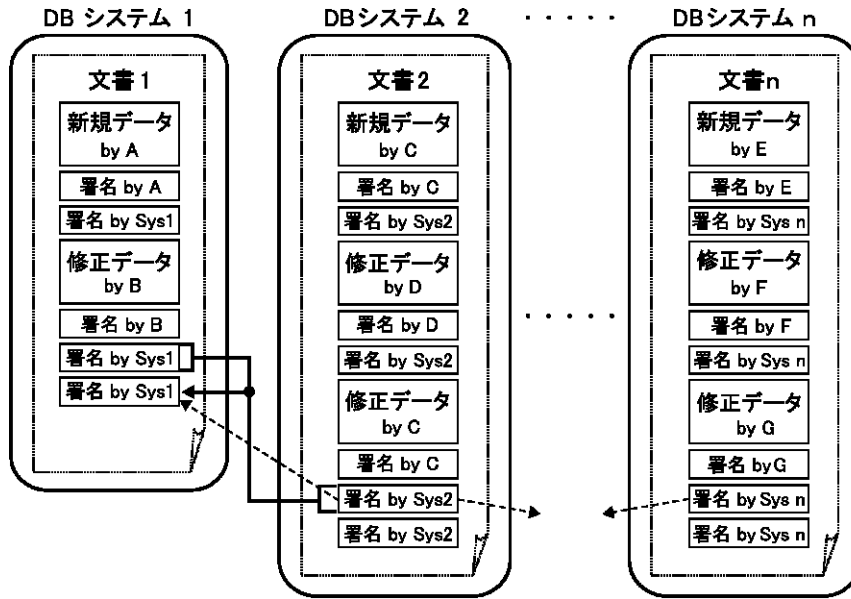 DB システム 1
文書1
新規データ
by A
署名 by A
署名 by Sys1
修正データ
by B
署名 by B
署名 by Sys1
署名 by Sys1
DBシステム 2
文書2
新規データ
by C
署名 by C
署名 by Sys2
修正データ
by D
署名 by D
署名 by Sys2
修正データ
by C
署名 by C
署名 by Sys2
署名 by Sys2
・・・・・
・・・・・
DBシステム n
文書n
新規データ
by E
署名 by E
署名 by Sys n
修正データ
by F
署名 by F
署名 by Sys n
修正データ
by G
署名 byG
署名 by Sys n
署名 by Sys n